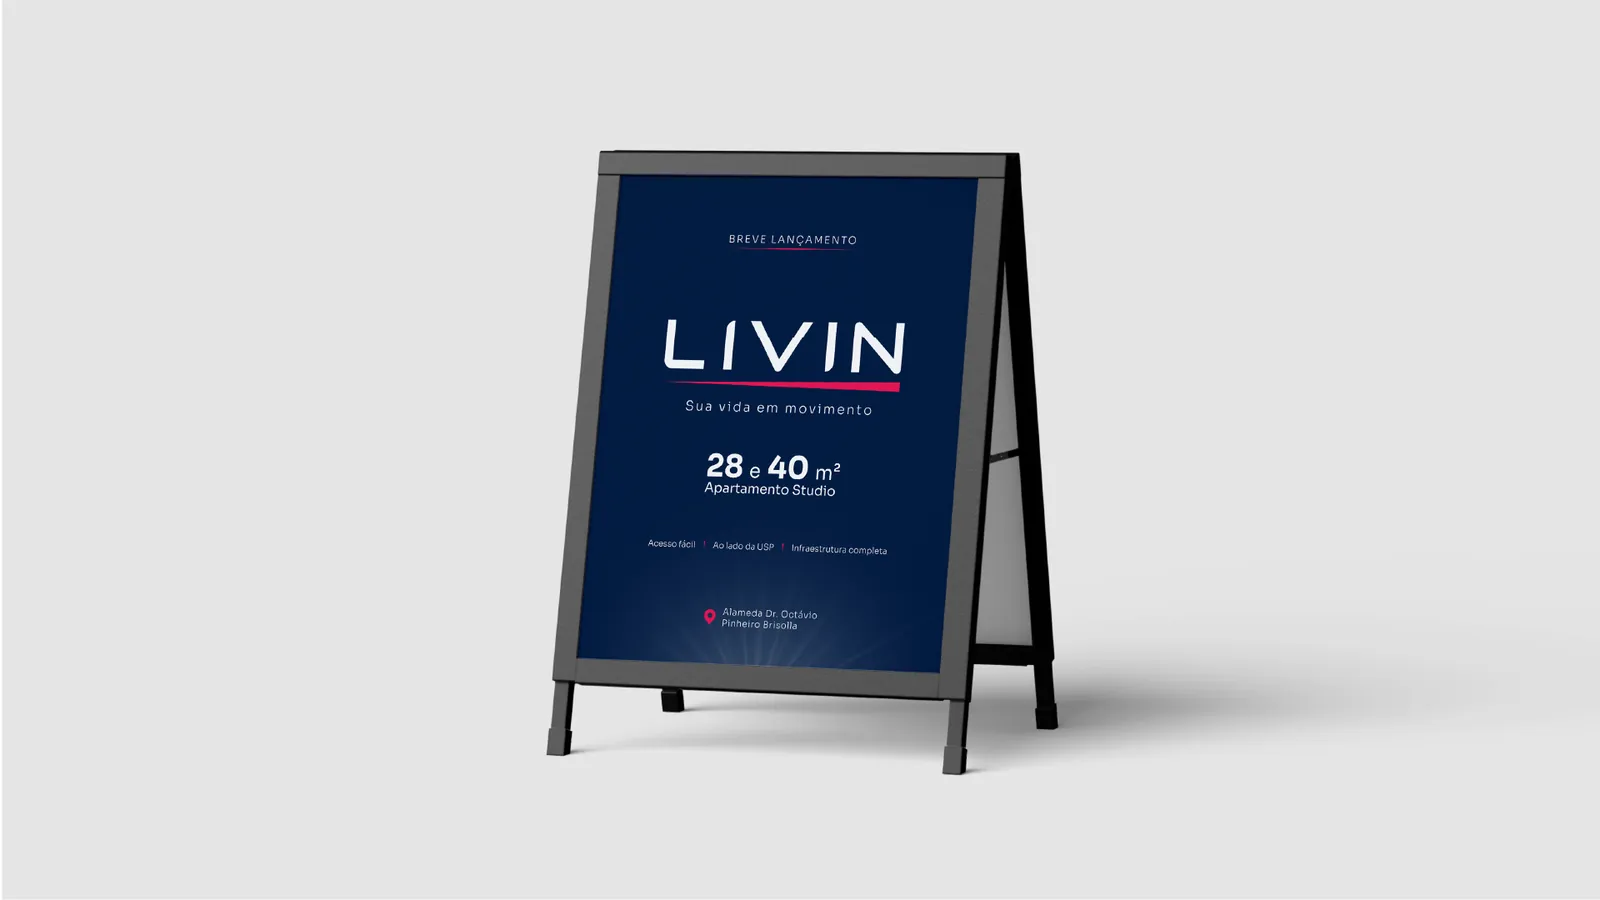 BREVE LANÇAMENTO
LIVIN
Sua vida em movimento
28 e 40 m²
Apartamento Studio
Acesso fácil | Ao lado da USP | Infraestrutura completa
Alameda Dr. Octávio
Pinheiro Brisolla